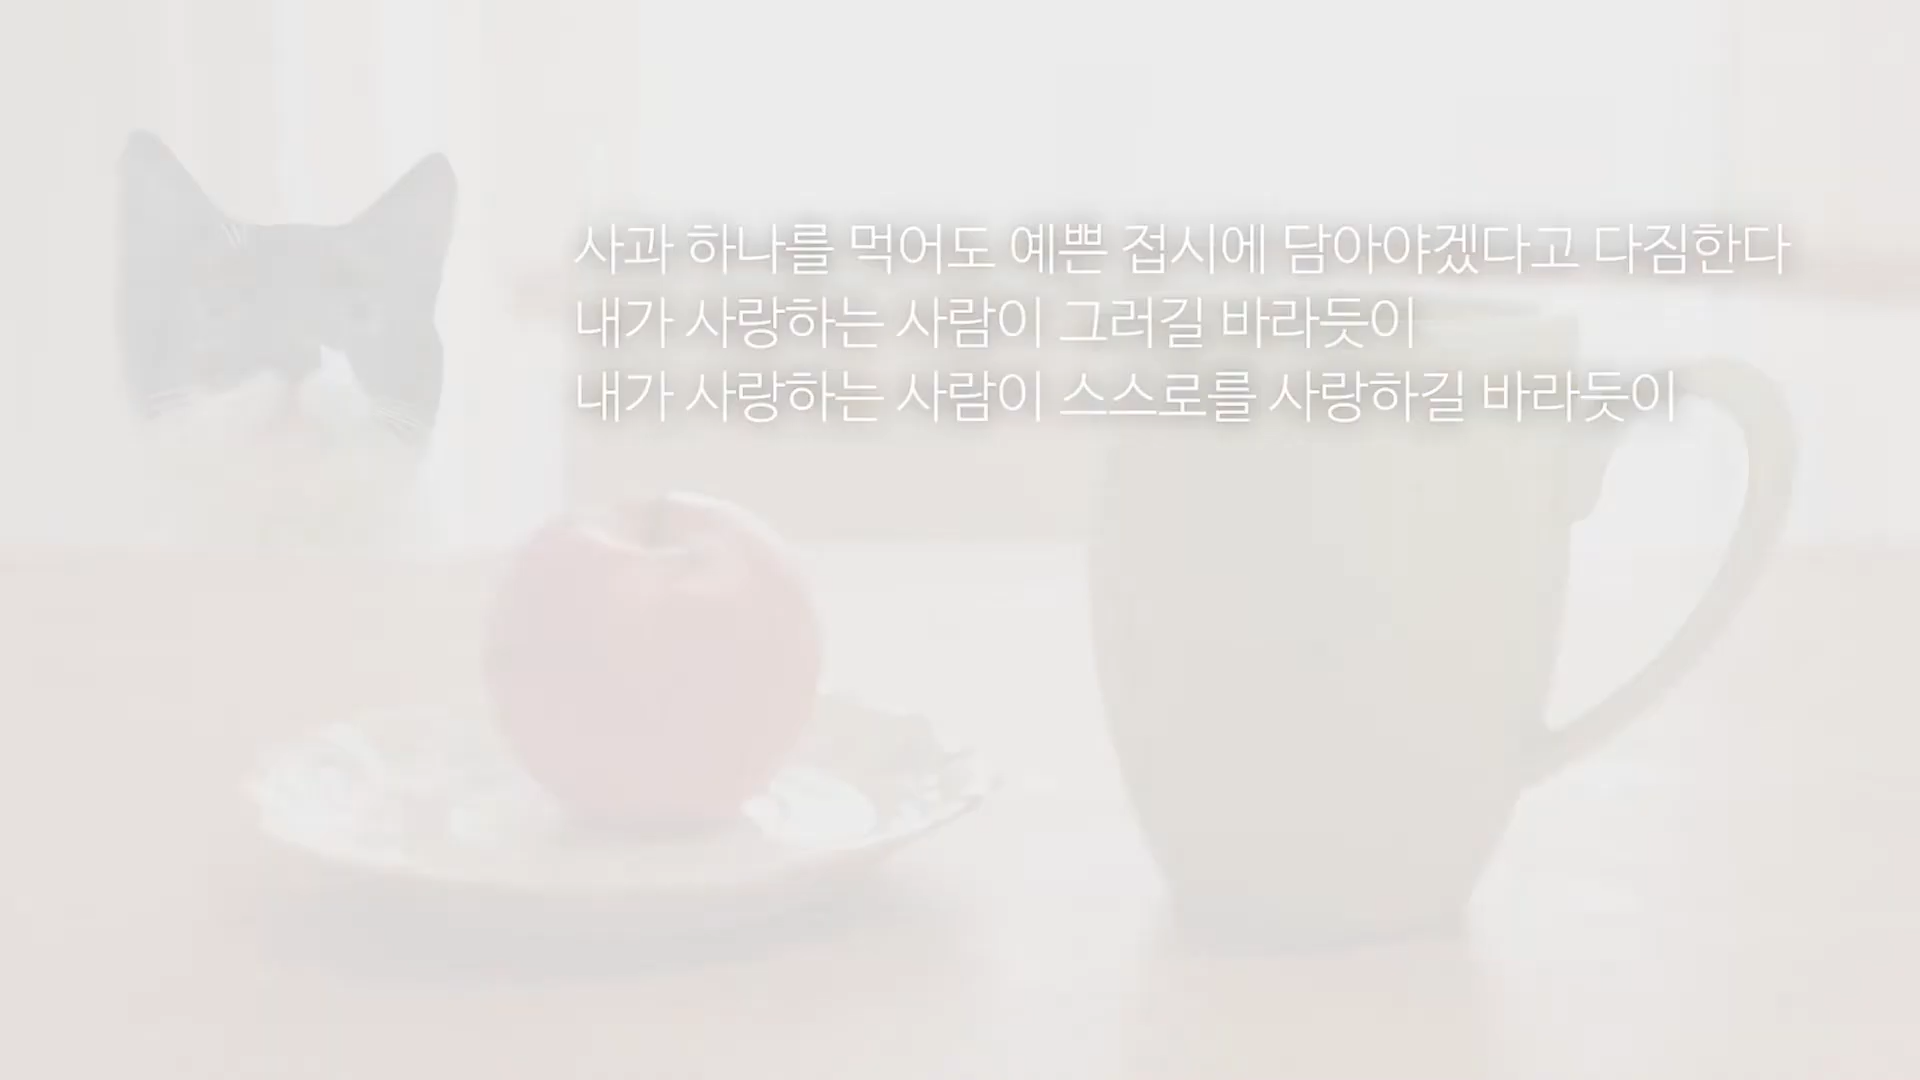 사과 하나를 먹어도 예쁜 접시에 담아야겠다고 다짐한다
내가 사랑하는 사람이 그러길 바라듯이
내가 사랑하는 사람이 스스로를 사랑하길 바라듯이